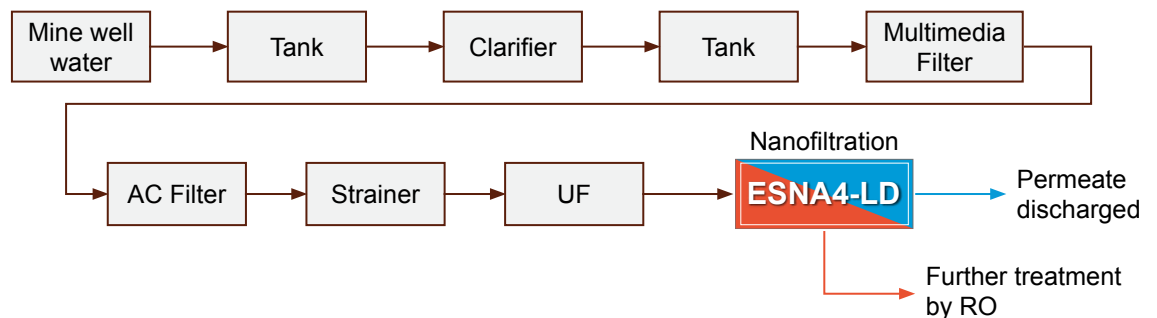 Mine well
water
Tank
Clarifier
Tank
Multimedia
Filter
AC Filter
Strainer
UF
Nanofiltration
ESNA4-LD
Permeate
discharged
Further treatment
by RO